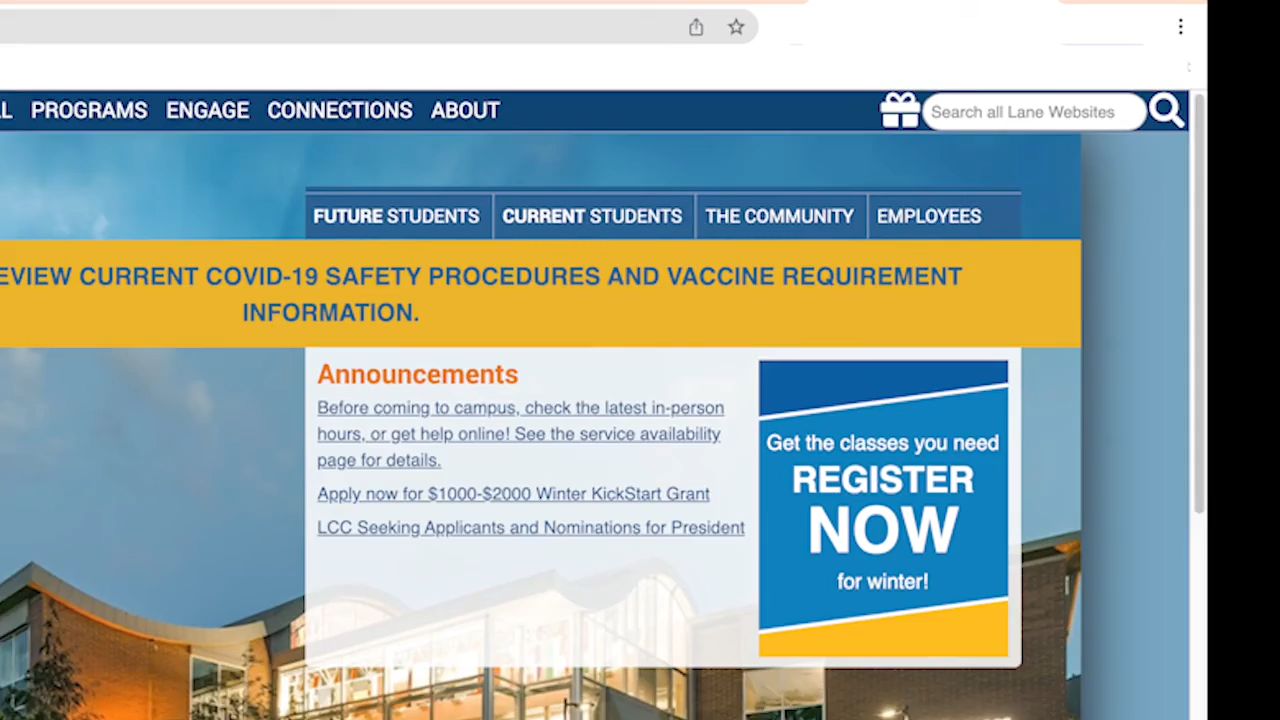 PROGRAMS ENGAGE CONNECTIONS ABOUT
Search all Lane Websites
FUTURE STUDENTS CURRENT STUDENTS THE COMMUNITY EMPLOYEES
CURRENT COVID-19 SAFETY PROCEDURES AND VACCINE REQUIREMENT
INFORMATION.
Announcements
Before coming to campus, check the latest in-person
hours, or get help online! See the service availability
page for details.
Apply now for $1000-$2000 Winter KickStart Grant
LCC Seeking Applicants and Nominations for President
Get the classes you need
REGISTER
NOW
for winter!